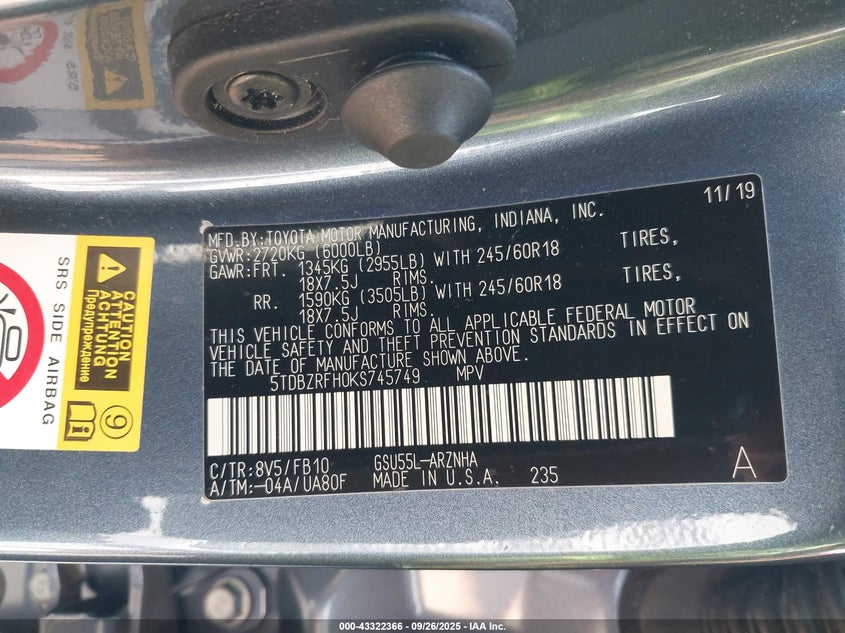 MFD.BY:TOYOTA MOTOR MANUFACTURING, INDIANA, INC. 11/19
GVWR:2720KG (6000LB)
GAWR:FRT. 1345KG (2955LB) WITH 245/60R18 TIRES,
18X7.5J RIMS.
RR. 1590KG (3505LB) WITH 245/60R18 TIRES,
18X7.5J RIMS.
THIS VEHICLE CONFORMS TO ALL APPLICABLE FEDERAL MOTOR
VEHICLE SAFETY AND THEFT PREVENTION STANDARDS IN EFFECT ON
THE DATE OF MANUFACTURE SHOWN ABOVE.
5TDBZRFH0KS745749 MPV
C/TR:8V5/FB10 GSU55L-ARZNHA
A/TM:-04A/UA80F MADE IN U.S.A. 235 A
SRS SIDE AIRBAG
CAUTION
ATTENTION
ACHTUNG
Предупреждение
9
i
000-43322366 - 09/26/2025 - IAA Inc.